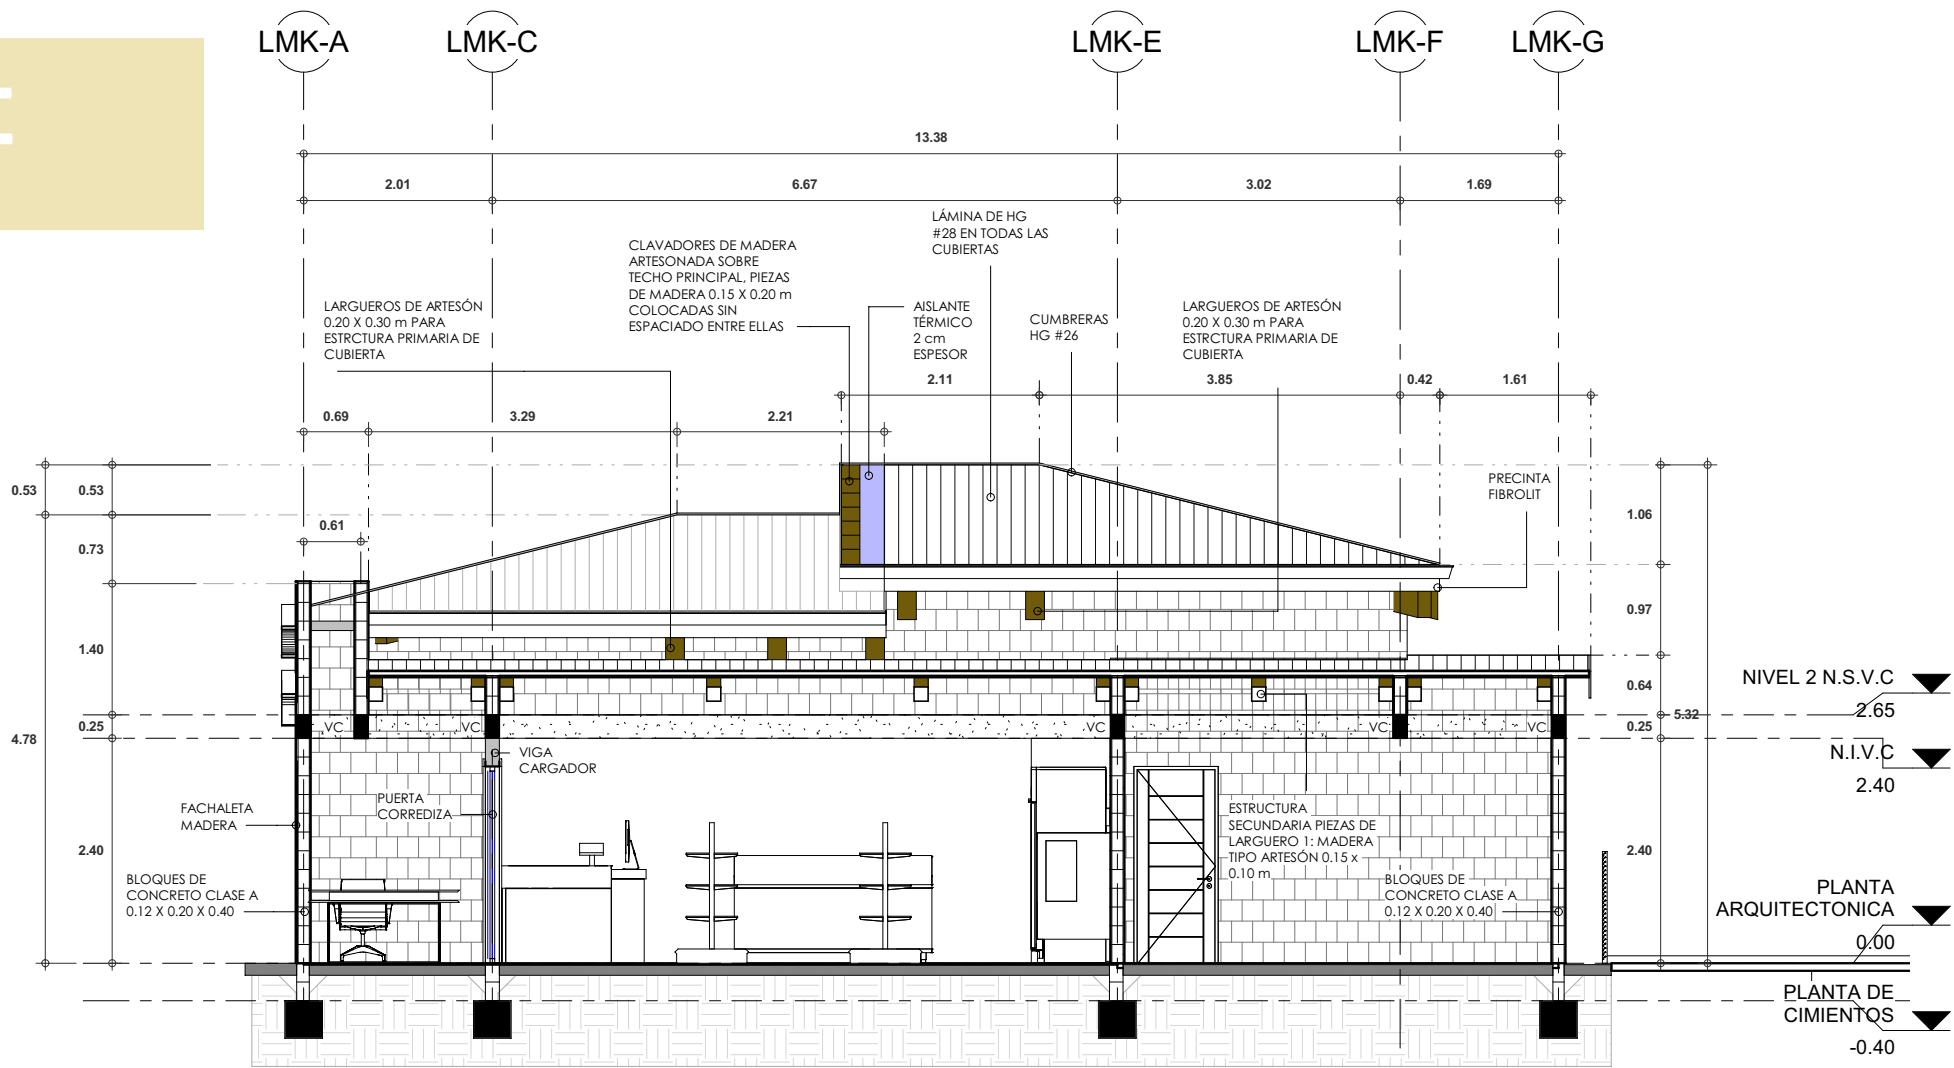 LMK-A
LMK-C
LMK-E
LMK-F
LMK-G
13.38
2.01
6.67
3.02
1.69
LÁMINA DE HG
#28 EN TODAS LAS
CUBIERTAS
CLAVADORES DE MADERA
ARTESONADA SOBRE
TECHO PRINCIPAL, PIEZAS
DE MADERA 0.15 X 0.20 m
COLOCADAS SIN
ESPACIADO ENTRE ELLAS
LARGUEROS DE ARTESÓN
0.20 X 0.30 m PARA
ESTRCTURA PRIMARIA DE
CUBIERTA
AISLANTE
TÉRMICO
2 cm
ESPESOR
CUMBRERAS
HG #26
LARGUEROS DE ARTESÓN
0.20 X 0.30 m PARA
ESTRCTURA PRIMARIA DE
CUBIERTA
2.11
3.85
0.42
1.61
0.69
3.29
2.21
PRECINTA
FIBROLIT
0.53
0.53
0.61
0.73
1.40
0.25
4.78
2.40
1.06
0.97
0.64
0.25
5.32
2.40
NIVEL 2 N.S.V.C
2.65
N.I.V.C
2.40
VC
VC
VC
VC
VC
VIGA
CARGADOR
PUERTA
CORREDIZA
FACHALETA
MADERA
BLOQUES DE
CONCRETO CLASE A
0.12 X 0.20 X 0.40
ESTRUCTURA
SECUNDARIA PIEZAS DE
LARGUERO 1: MADERA
TIPO ARTESÓN 0.15 x
0.10 m
BLOQUES DE
CONCRETO CLASE A
0.12 X 0.20 X 0.40
PLANTA
ARQUITECTONICA
0.00
PLANTA DE
CIMIENTOS
-0.40